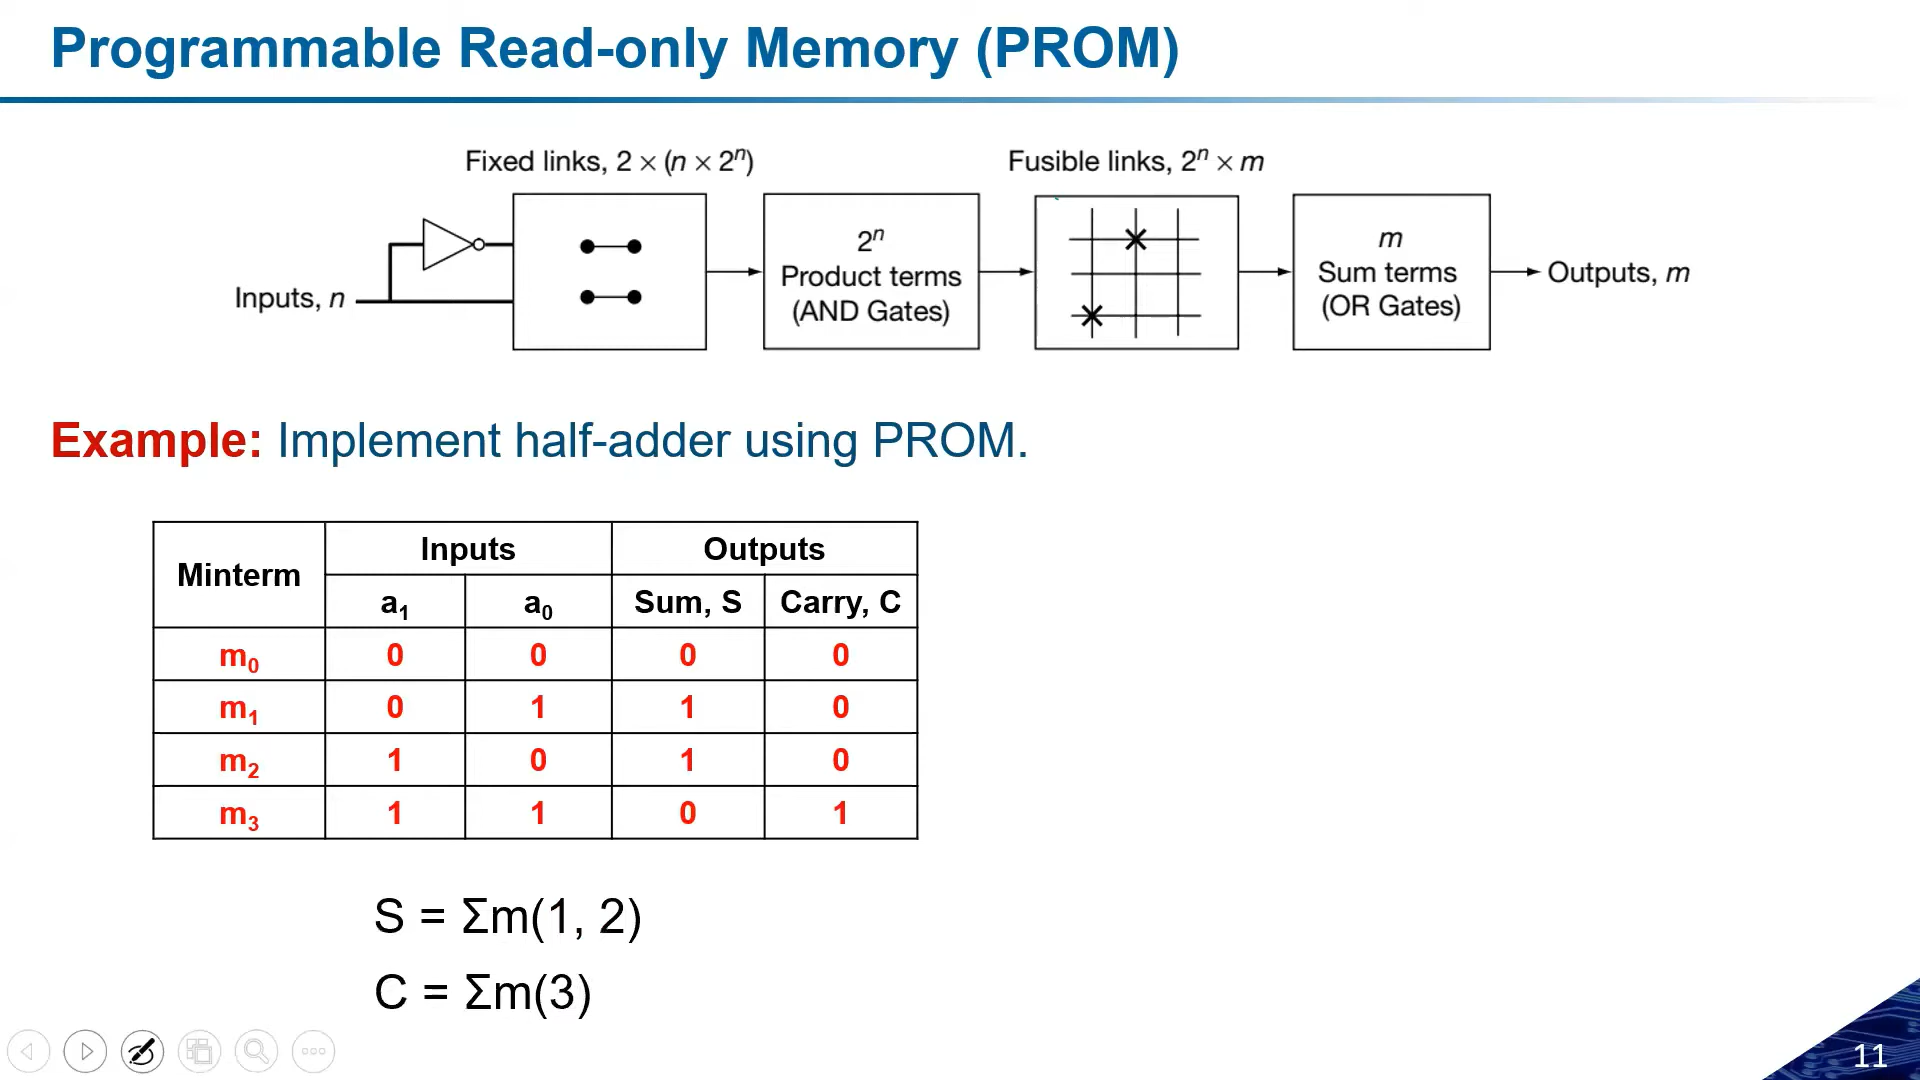 Programmable Read-only Memory (PROM)
Fixed links, 2 × (n × 2ⁿ)
Fusible links, 2ⁿ × m
Inputs, n
2ⁿ
Product terms
(AND Gates)
m
Sum terms
(OR Gates)
Outputs, m
Example: Implement half-adder using PROM.
Minterm Inputs Outputs
a₁ a₀ Sum, S Carry, C
m₀ 0 0 0 0
m₁ 0 1 1 0
m₂ 1 0 1 0
m₃ 1 1 0 1
S = Σm(1, 2)
C = Σm(3)
11